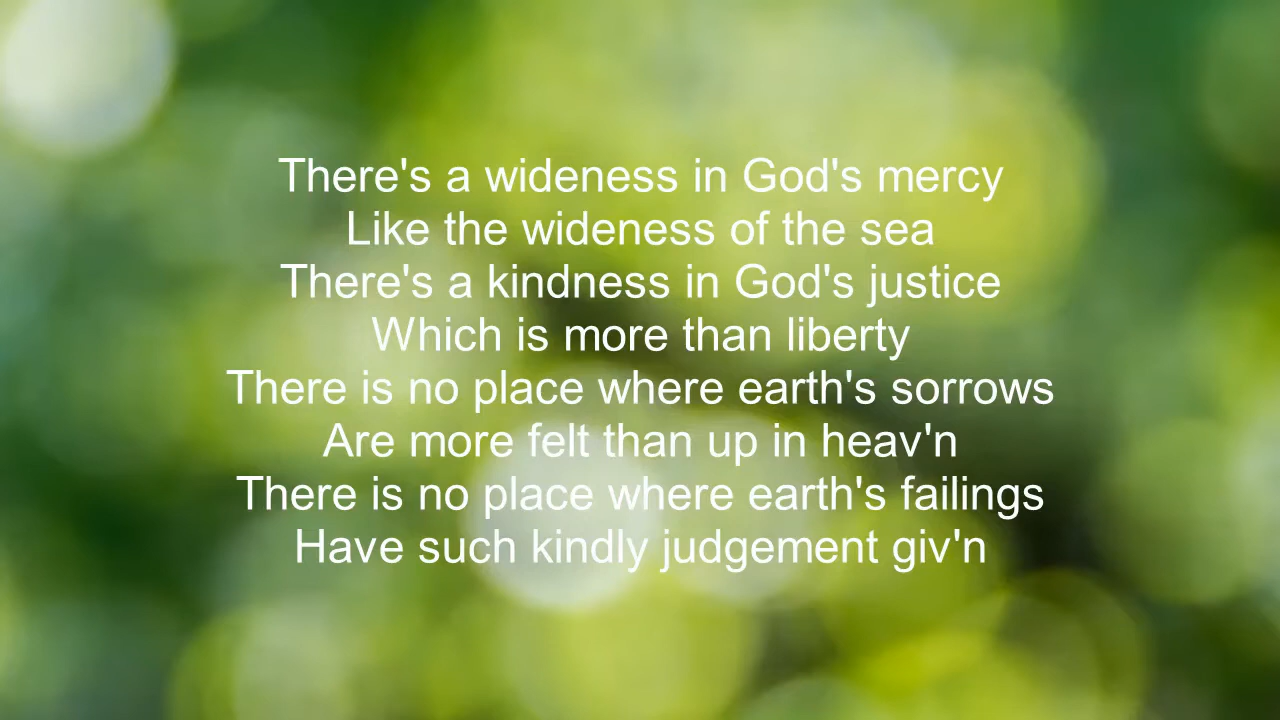 There's a wideness in God's mercy
Like the wideness of the sea
There's a kindness in God's justice
Which is more than liberty
There is no place where earth's sorrows
Are more felt than up in heav'n
There is no place where earth's failings
Have such kindly judgement giv'n